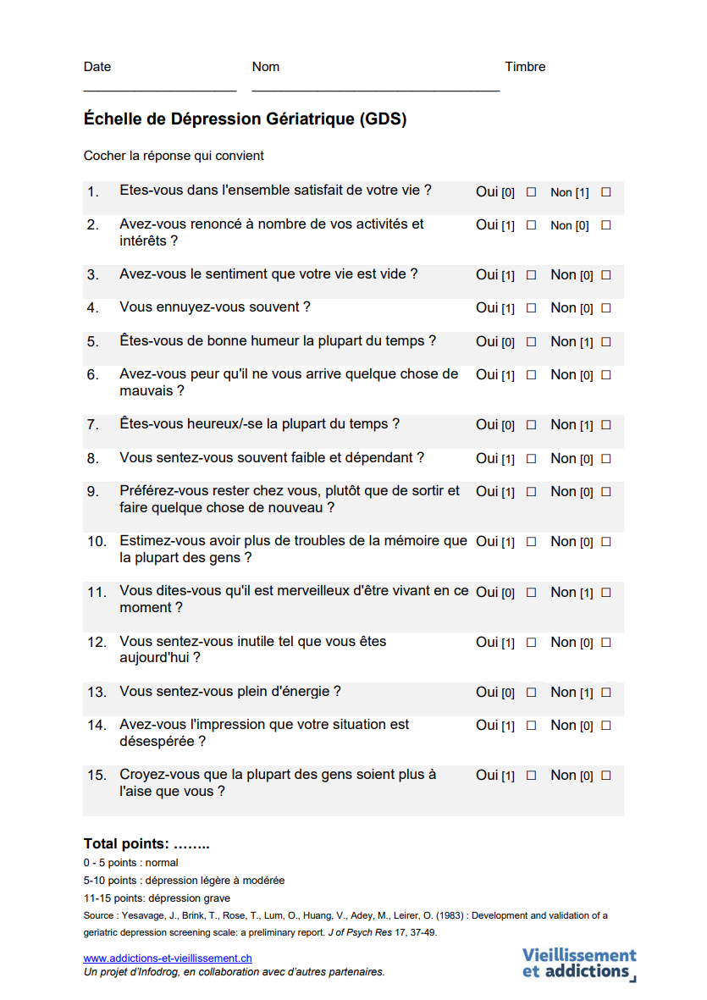 Date Nom Timbre
Échelle de Dépression Gériatrique (GDS)
Cocher la réponse qui convient
1. Etes-vous dans l'ensemble satisfait de votre vie ? Oui [0] ☐ Non [1] ☐
2. Avez-vous renoncé à nombre de vos activités et Oui [1] ☐ Non [0] ☐
intérêts ?
3. Avez-vous le sentiment que votre vie est vide ? Oui [1] ☐ Non [0] ☐
4. Vous ennuyez-vous souvent ? Oui [1] ☐ Non [0] ☐
5. Êtes-vous de bonne humeur la plupart du temps ? Oui [0] ☐ Non [1] ☐
6. Avez-vous peur qu'il ne vous arrive quelque chose de Oui [1] ☐ Non [0] ☐
mauvais ?
7. Êtes-vous heureux/-se la plupart du temps ? Oui [0] ☐ Non [1] ☐
8. Vous sentez-vous souvent faible et dépendant ? Oui [1] ☐ Non [0] ☐
9. Préférez-vous rester chez vous, plutôt que de sortir et Oui [1] ☐ Non [0] ☐
faire quelque chose de nouveau ?
10. Estimez-vous avoir plus de troubles de la mémoire que Oui [1] ☐ Non [0] ☐
la plupart des gens ?
11. Vous dites-vous qu'il est merveilleux d'être vivant en ce Oui [0] ☐ Non [1] ☐
moment ?
12. Vous sentez-vous inutile tel que vous êtes Oui [1] ☐ Non [0] ☐
aujourd'hui ?
13. Vous sentez-vous plein d'énergie ? Oui [0] ☐ Non [1] ☐
14. Avez-vous l'impression que votre situation est Oui [1] ☐ Non [0] ☐
désespérée ?
15. Croyez-vous que la plupart des gens soient plus à Oui [1] ☐ Non [0] ☐
l'aise que vous ?
Total points: ……..
0 - 5 points : normal
5-10 points : dépression légère à modérée
11-15 points: dépression grave
Source : Yesavage, J., Brink, T., Rose, T., Lum, O., Huang, V., Adey, M., Leirer, O. (1983) : Development and validation of a
geriatric depression screening scale: a preliminary report. J of Psych Res 17, 37-49.
www.addictions-et-vieillissement.ch
Un projet d'Infodrog, en collaboration avec d'autres partenaires.
Vieillissement
et addictions